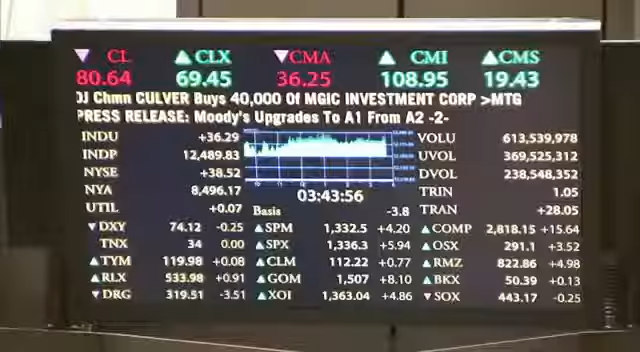 ▼ CL ▲ CLX ▼ CMA ▲ CMI ▲ CMS
80.64 69.45 36.25 108.95 19.43
DJ Chmn CULVER Buys 40,000 Of MGIC INVESTMENT CORP >MTG
PRESS RELEASE: Moody's Upgrades To A1 From A2 -2-
INDU +36.29 VOLU 613,539,978
INDP 12,489.83 UVOL 369,525,312
NYSE +38.52 DVOL 238,548,352
NYA 8,496.17 03:43:56 TRIN 1.05
UTIL +0.07 Basis -3.8 TRAN +28.05
▼ DXY 74.12 -0.25 ▲ SPM 1,332.5 +4.20 ▲ COMP 2,818.15 +15.64
TNX 34 0.00 ▲ SPX 1,336.3 +5.94 ▲ OSX 291.1 +3.52
▲ TYM 119.98 +0.08 ▲ CLM 112.22 +0.77 ▲ RMZ 822.86 +4.98
▲ RLX 533.98 +0.91 ▲ GOM 1,507 +8.10 ▲ BKX 50.39 +0.13
▼ DRG 319.51 -3.51 ▲ XOI 1,363.04 +4.86 ▼ SOX 443.17 -0.25